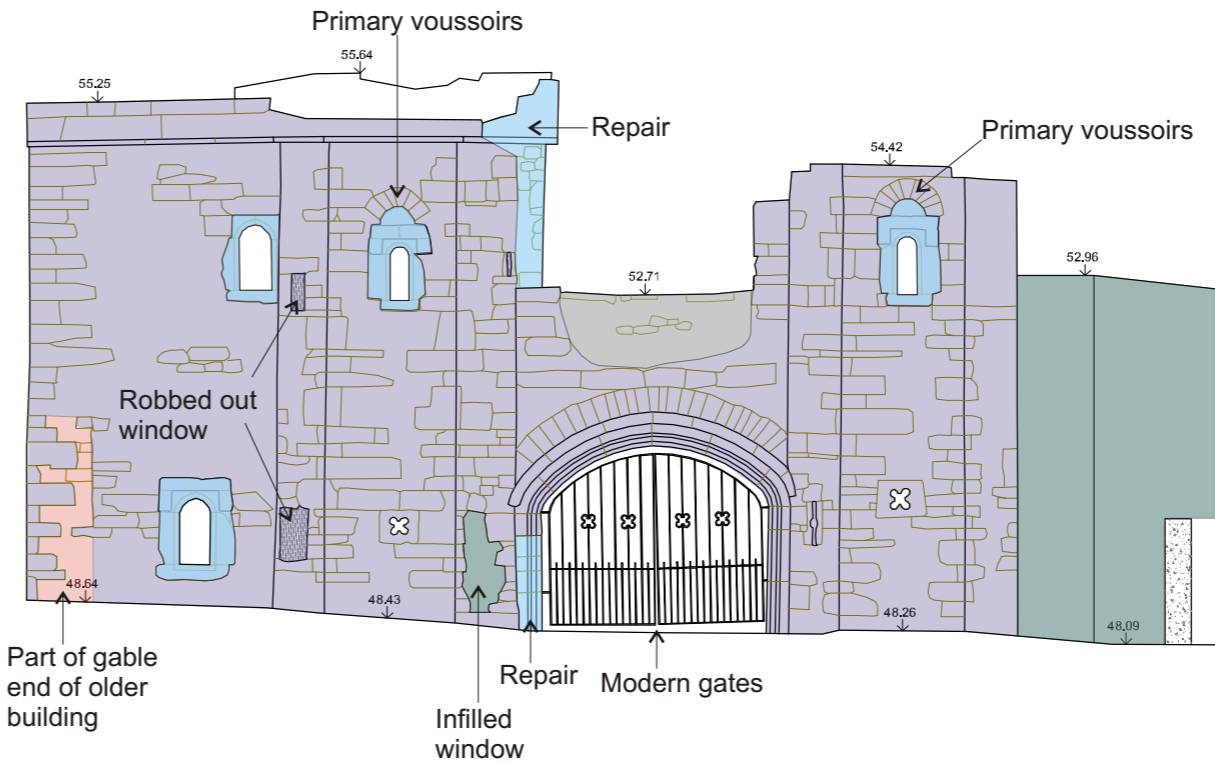 Primary voussoirs
55.64
55.25
Repair
Primary voussoirs
54.42
52.71
52.96
Robbed out
window
48.64
48.43
48.26
48.09
Part of gable
end of older
building
Repair
Modern gates
Infilled
window